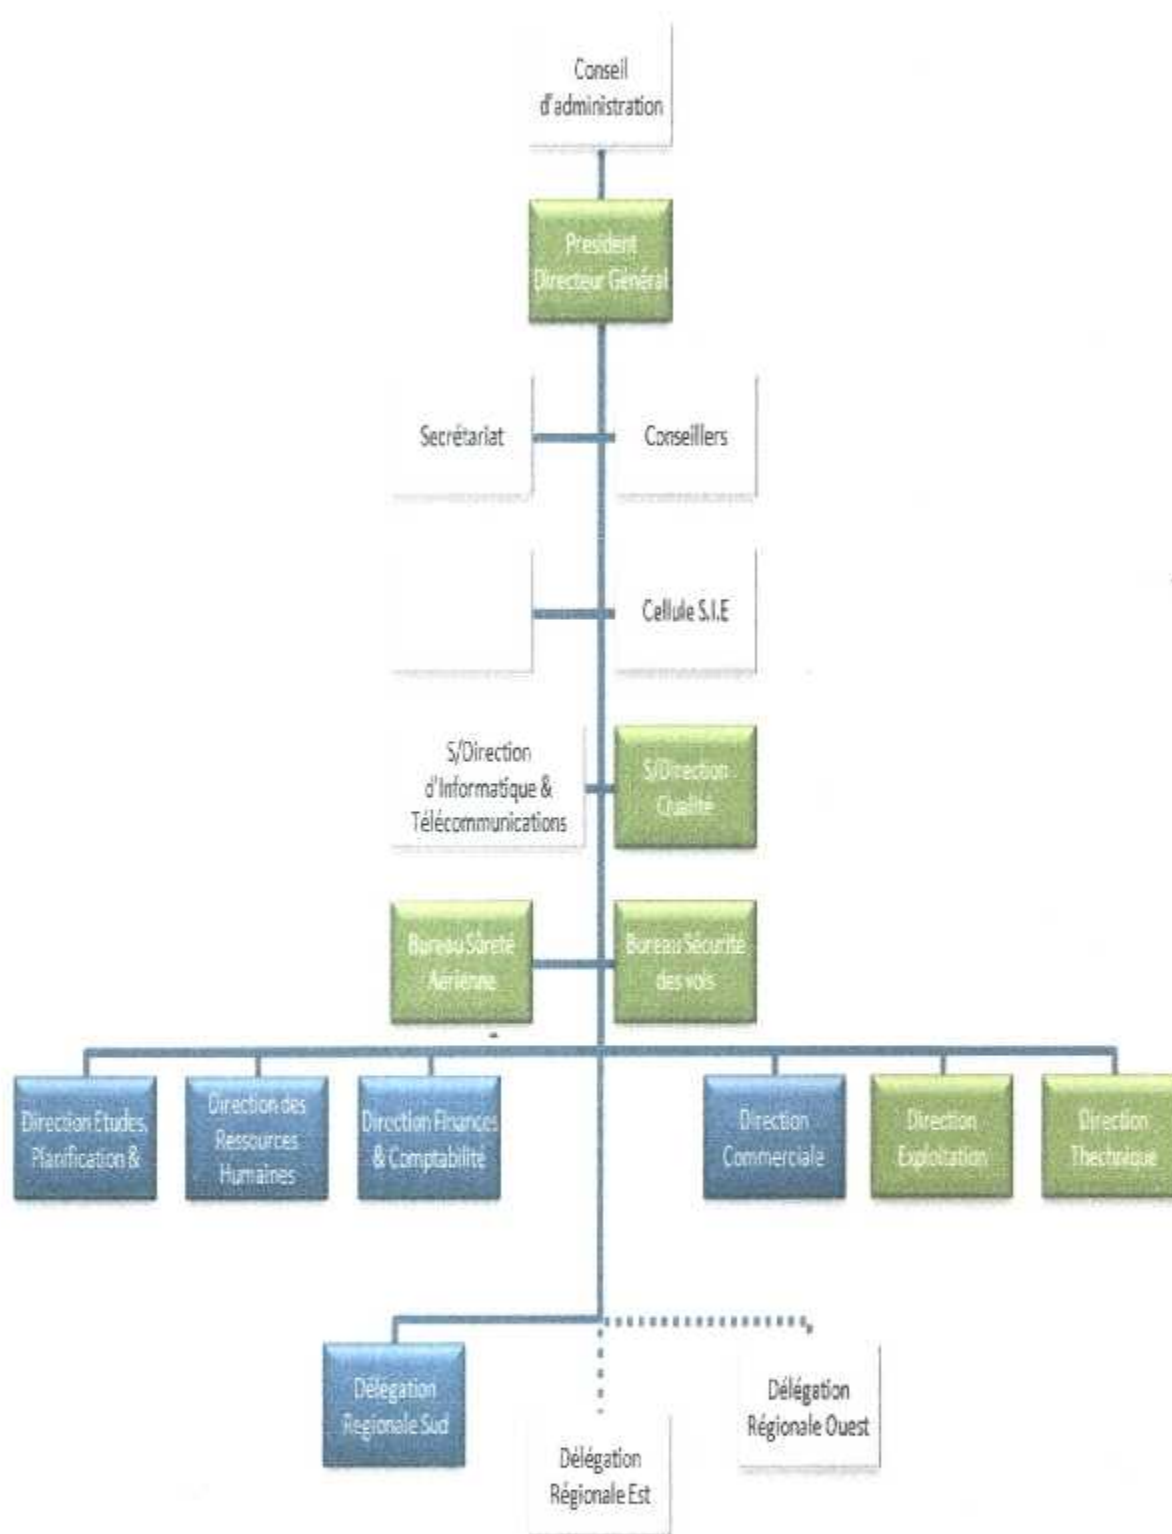 Conseil
d'administration
Président
Directeur Général
Secrétariat
Conseillers
Cellule S.I.E
S/Direction
d'Informatique &
Télécommunications
S/Direction
Qualité
Bureau Sûreté
Aérienne
Bureau Sécurité
des vols
Direction Etudes,
Planification &
Direction des
Ressources
Humaines
Direction Finances
& Comptabilité
Direction
Commerciale
Direction
Exploitation
Direction
Thechnique
Délégation
Regionale Sud
Délégation
Régionale Est
Délégation
Régionale Ouest